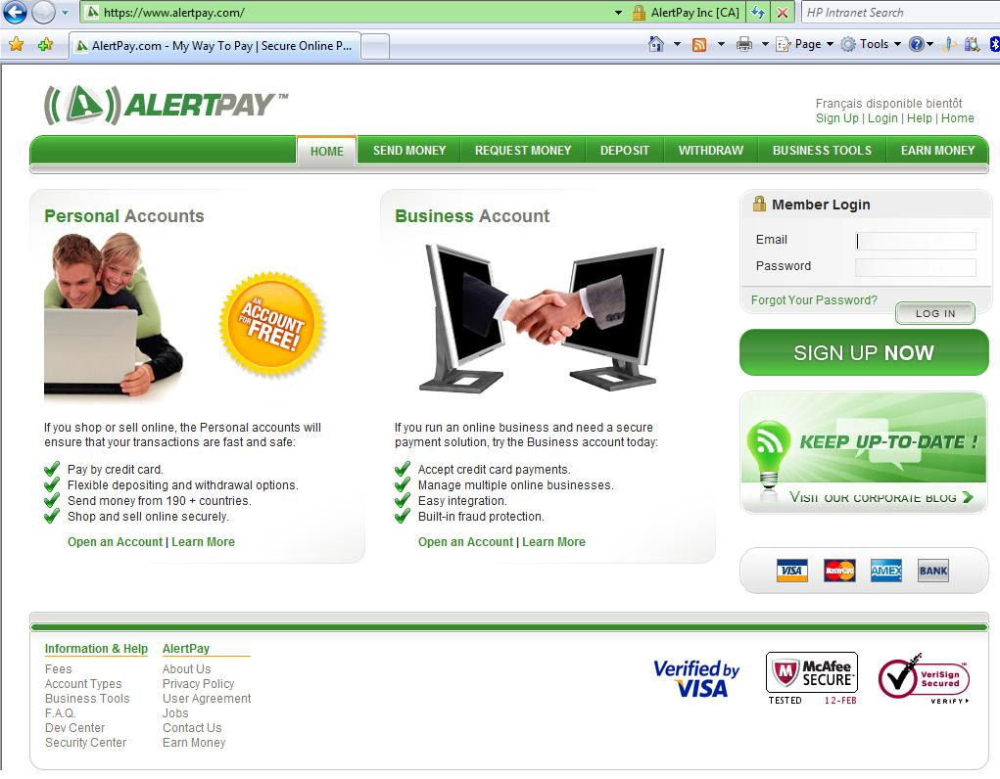 https://www.alertpay.com/
AlertPay Inc [CA]
HP Intranet Search
AlertPay.com - My Way To Pay | Secure Online P...
Page
Tools
ALERTPAY™
Français disponible bientôt
Sign Up | Login | Help | Home
HOME
SEND MONEY
REQUEST MONEY
DEPOSIT
WITHDRAW
BUSINESS TOOLS
EARN MONEY
Personal Accounts
AN
ACCOUNT
FOR FREE!
If you shop or sell online, the Personal accounts will
ensure that your transactions are fast and safe:
Pay by credit card.
Flexible depositing and withdrawal options.
Send money from 190 + countries.
Shop and sell online securely.
Open an Account | Learn More
Business Account
If you run an online business and need a secure
payment solution, try the Business account today:
Accept credit card payments.
Manage multiple online businesses.
Easy integration.
Built-in fraud protection.
Open an Account | Learn More
Member Login
Email
Password
Forgot Your Password?
LOG IN
SIGN UP NOW
KEEP UP-TO-DATE !
VISIT OUR CORPORATE BLOG
VISA
MasterCard
AMEX
BANK
Information & Help
Fees
Account Types
Business Tools
F.A.Q.
Dev Center
Security Center
AlertPay
About Us
Privacy Policy
User Agreement
Jobs
Contact Us
Earn Money
Verified by
VISA
McAfee
SECURE™
TESTED 12-FEB
VeriSign
Secured™
VERIFY